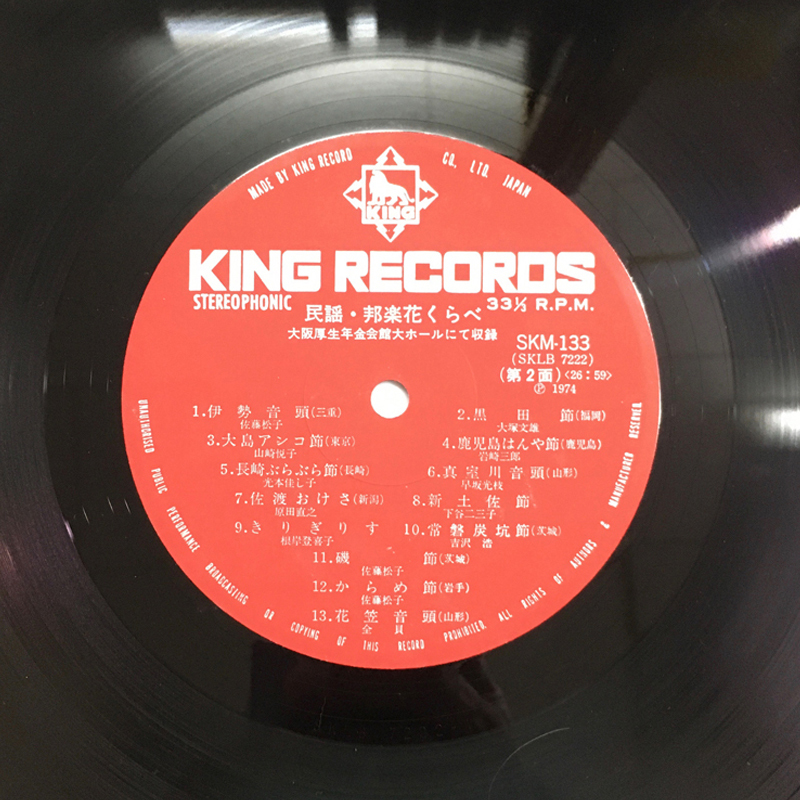 MADE BY KING RECORD CO., LTD. JAPAN
KING
KING RECORDS
STEREOPHONIC 33⅓ R.P.M.
民謡・邦楽花くらべ
大阪厚生年金会館大ホールにて収録
SKM-133
(SKLB 7222)
(第2面)<26:59>
Ⓟ 1974
1.伊勢音頭(三重)
佐藤松子
2.黒田節(福岡)
大塚文雄
3.大島アンコ節(東京)
山崎悦子
4.鹿児島はんや節(鹿児島)
岩崎三郎
5.長崎ぶらぶら節(長崎)
光本佳し子
6.真室川音頭(山形)
早坂光枝
7.佐渡おけさ(新潟)
原田直之
8.新土佐節
下谷二三子
9.きりぎりす
根岸登喜子
10.常磐炭坑節(茨城)
吉沢浩
11.磯節(茨城)
佐藤松子
12.からめ節(岩手)
佐藤松子
13.花笠音頭(山形)
全員
UNAUTHORISED PUBLIC PERFORMANCE BROADCASTING OR COPYING OF THIS RECORD PROHIBITED. ALL RIGHTS OF AUTHORS & MANUFACTURER RESERVED.